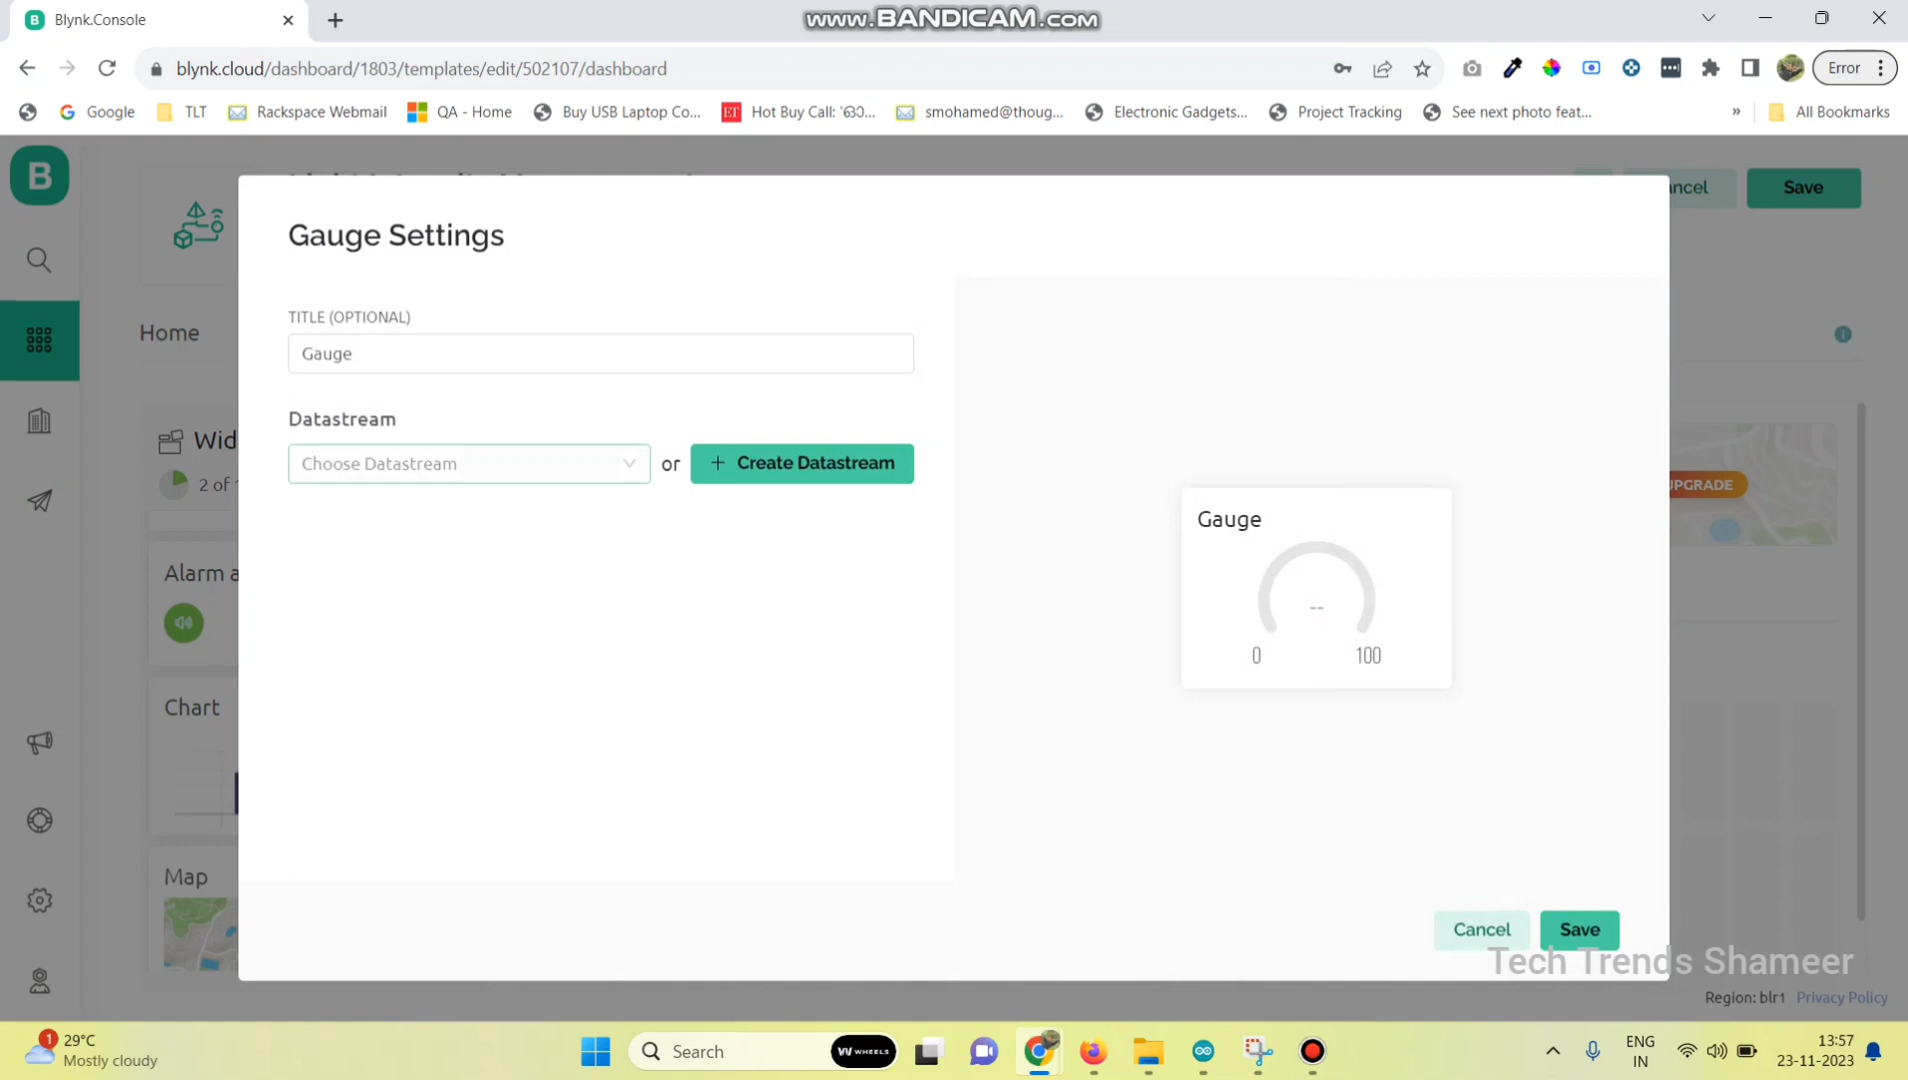 Blynk.Console
www.BANDICAM.com
blynk.cloud/dashboard/1803/templates/edit/502107/dashboard
Error
Google
TLT
Rackspace Webmail
QA - Home
Buy USB Laptop Co...
ET
Hot Buy Call: 'ഓ...
smohamed@thoug...
Electronic Gadgets...
Project Tracking
See next photo feat...
»
All Bookmarks
B
ncel
Save
Gauge Settings
TITLE (OPTIONAL)
Home
Gauge
Datastream
Wid
Choose Datastream
or
+ Create Datastream
2 of
UPGRADE
Gauge
Alarm a
--
0
100
Chart
Map
Cancel
Save
Tech Trends Shameer
Region: blr1 Privacy Policy
1
29°C
Mostly cloudy
Search
WHEELS
ENG
IN
13:57
23-11-2023